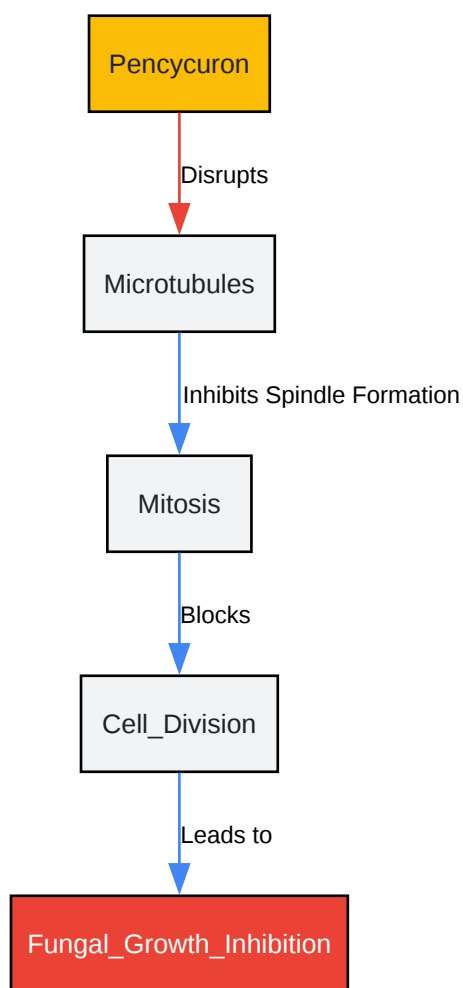 Pencycuron
Disrupts
Microtubules
Inhibits Spindle Formation
Mitosis
Blocks
Cell_Division
Leads to
Fungal_Growth_Inhibition